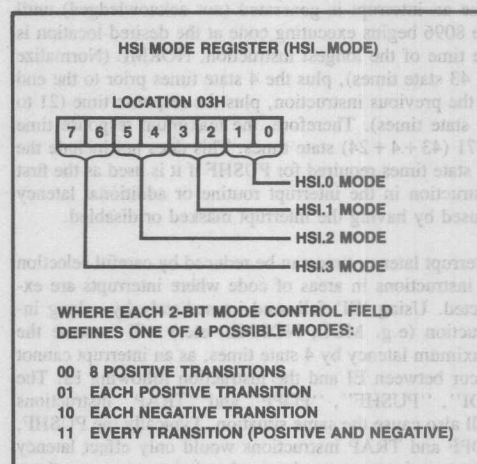 HSI MODE REGISTER (HSI_MODE)
LOCATION 03H
7 6 5 4 3 2 1 0
HSI.0 MODE
HSI.1 MODE
HSI.2 MODE
HSI.3 MODE
WHERE EACH 2-BIT MODE CONTROL FIELD
DEFINES ONE OF 4 POSSIBLE MODES:
00 8 POSITIVE TRANSITIONS
01 EACH POSITIVE TRANSITION
10 EACH NEGATIVE TRANSITION
11 EVERY TRANSITION (POSITIVE AND NEGATIVE)